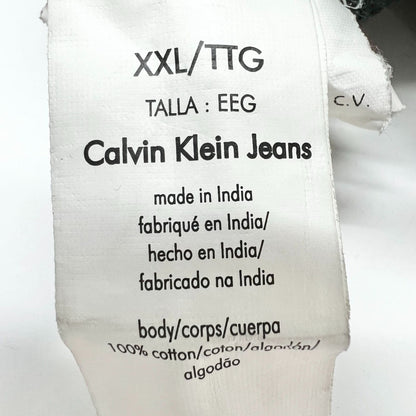 XXL/TTG
TALLA : EEG
C.V.
Calvin Klein Jeans
made in India
fabriqué en India/
hecho en India/
fabricado na India
body/corps/cuerpa
100% cotton/coton/algodón/
algodão